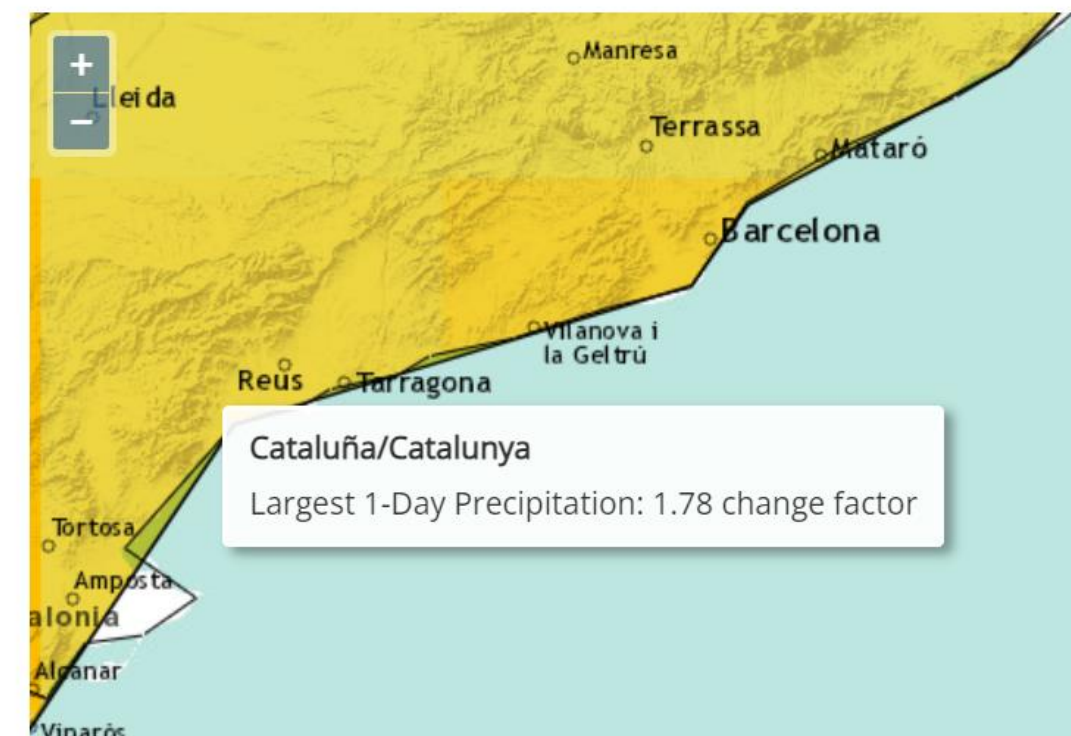 +
Manresa
Lleida
−
Terrassa
Mataró
Barcelona
Vilanova i
la Geltrú
Reus
Tarragona
Cataluña/Catalunya
Largest 1-Day Precipitation: 1.78 change factor
Tortosa
Amposta
alonia
Alcanar
Vinaròs